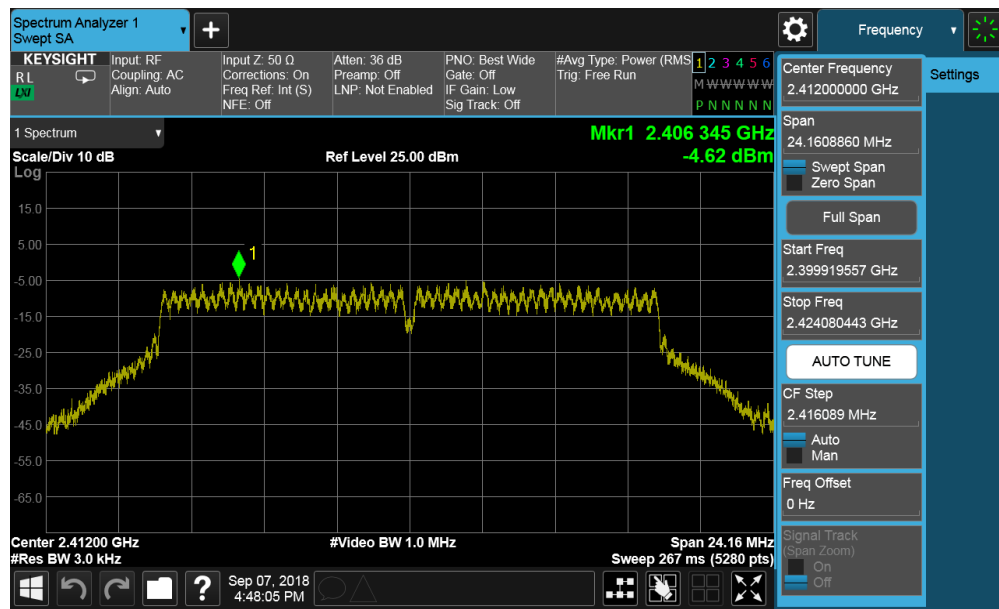 Spectrum Analyzer 1
Swept SA
+
Frequency
KEYSIGHT
R L
LXI
Input: RF
Coupling: AC
Align: Auto
Input Z: 50 Ω
Corrections: On
Freq Ref: Int (S)
NFE: Off
Atten: 36 dB
Preamp: Off
LNP: Not Enabled
PNO: Best Wide
Gate: Off
IF Gain: Low
Sig Track: Off
#Avg Type: Power (RMS
Trig: Free Run
1 2 3 4 5 6
M W W W W W
P N N N N N
1 Spectrum
Mkr1 2.406 345 GHz
Scale/Div 10 dB
Ref Level 25.00 dBm
-4.62 dBm
Log
15.0
5.00
-5.00
-15.0
-25.0
-35.0
-45.0
-55.0
-65.0
1
Center 2.41200 GHz
#Video BW 1.0 MHz
Span 24.16 MHz
#Res BW 3.0 kHz
Sweep 267 ms (5280 pts)
?
Sep 07, 2018
4:48:05 PM
Center Frequency
2.412000000 GHz
Span
24.1608860 MHz
Swept Span
Zero Span
Full Span
Start Freq
2.399919557 GHz
Stop Freq
2.424080443 GHz
AUTO TUNE
CF Step
2.416089 MHz
Auto
Man
Freq Offset
0 Hz
Signal Track
(Span Zoom)
On
Off
Settings